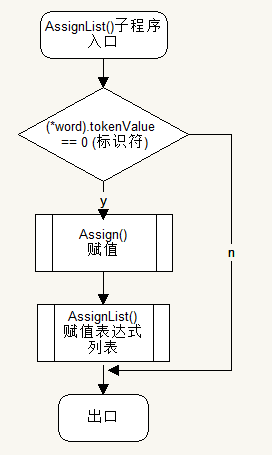 AssignList()子程序
入口
(*word).tokenValue
== 0 (标识符)
y
n
Assign()
赋值
AssignList()
赋值表达式
列表
出口